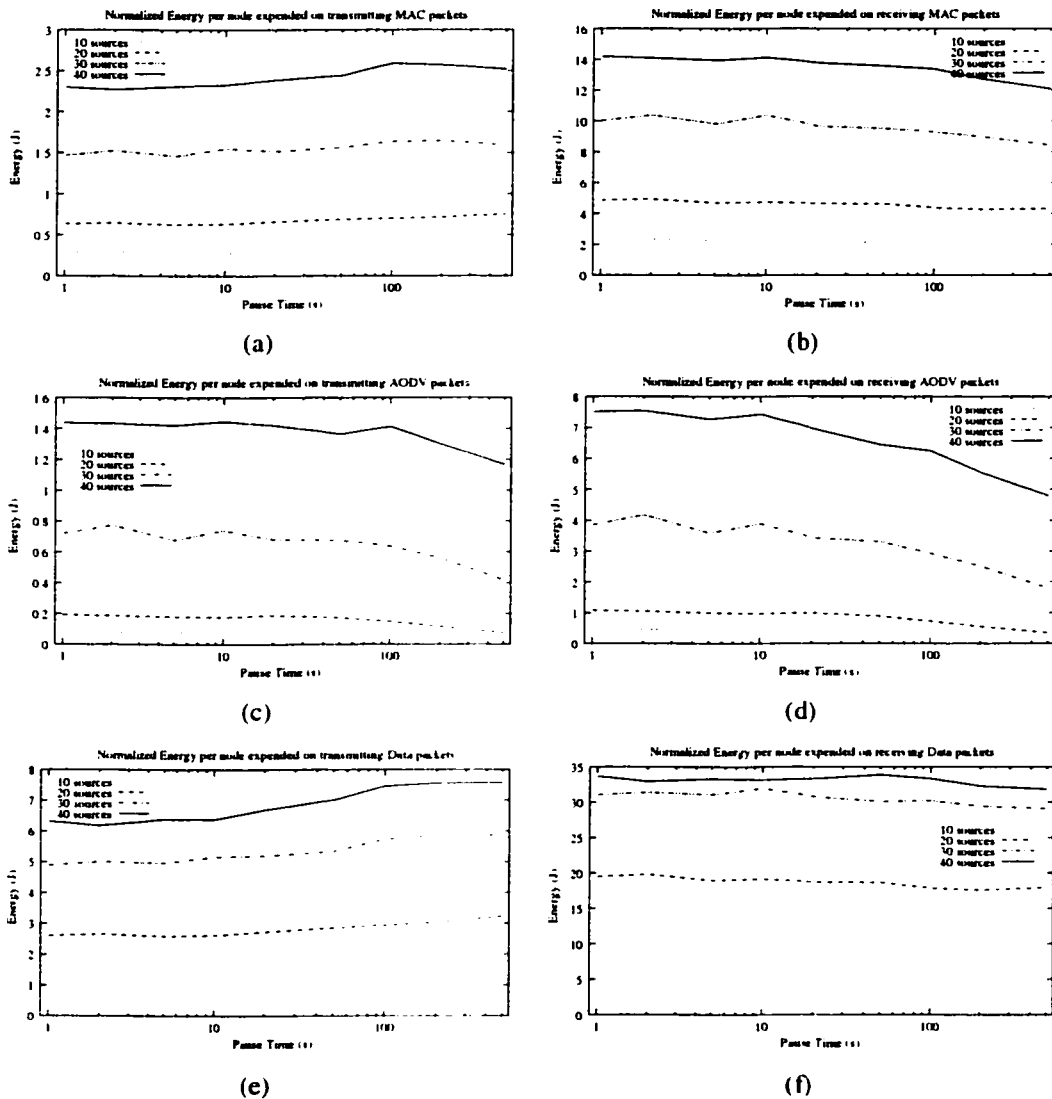 Normalized Energy per node expended on transmitting MAC packets
3
2.5
2
1 5
1
0 5
0
10 sources
20 sources
30 sources
40 sources
Energy (J)
1
10
100
Pause Time (s)
(a)
Normalized Energy per node expended on receiving MAC packets
16
14
12
10
8
6
4
2
0
10 sources
20 sources
30 sources
40 sources
Energy (J)
1
10
100
Pause Time (s)
(b)
Normalized Energy per node expended on transmitting AODV packets
1 6
1.4
1 2
1
0.8
0 6
0 4
0 2
0
10 sources
20 sources
30 sources
40 sources
Energy (J)
1
10
100
Pause Time (s)
(c)
Normalized Energy per node expended on receiving AODV packets
8
7
6
5
4
3
2
1
0
10 sources
20 sources
30 sources
40 sources
Energy (J)
1
10
100
Pause Time (s)
(d)
Normalized Energy per node expended on transmitting Data packets
8
7
6
5
4
3
2
1
0
10 sources
20 sources
30 sources
40 sources
Energy (J)
1
10
100
Pause Time (s)
(e)
Normalized Energy per node expended on receiving Data packets
35
30
25
20
15
10
5
0
10 sources
20 sources
30 sources
40 sources
Energy (J)
1
10
100
Pause Time (s)
(f)